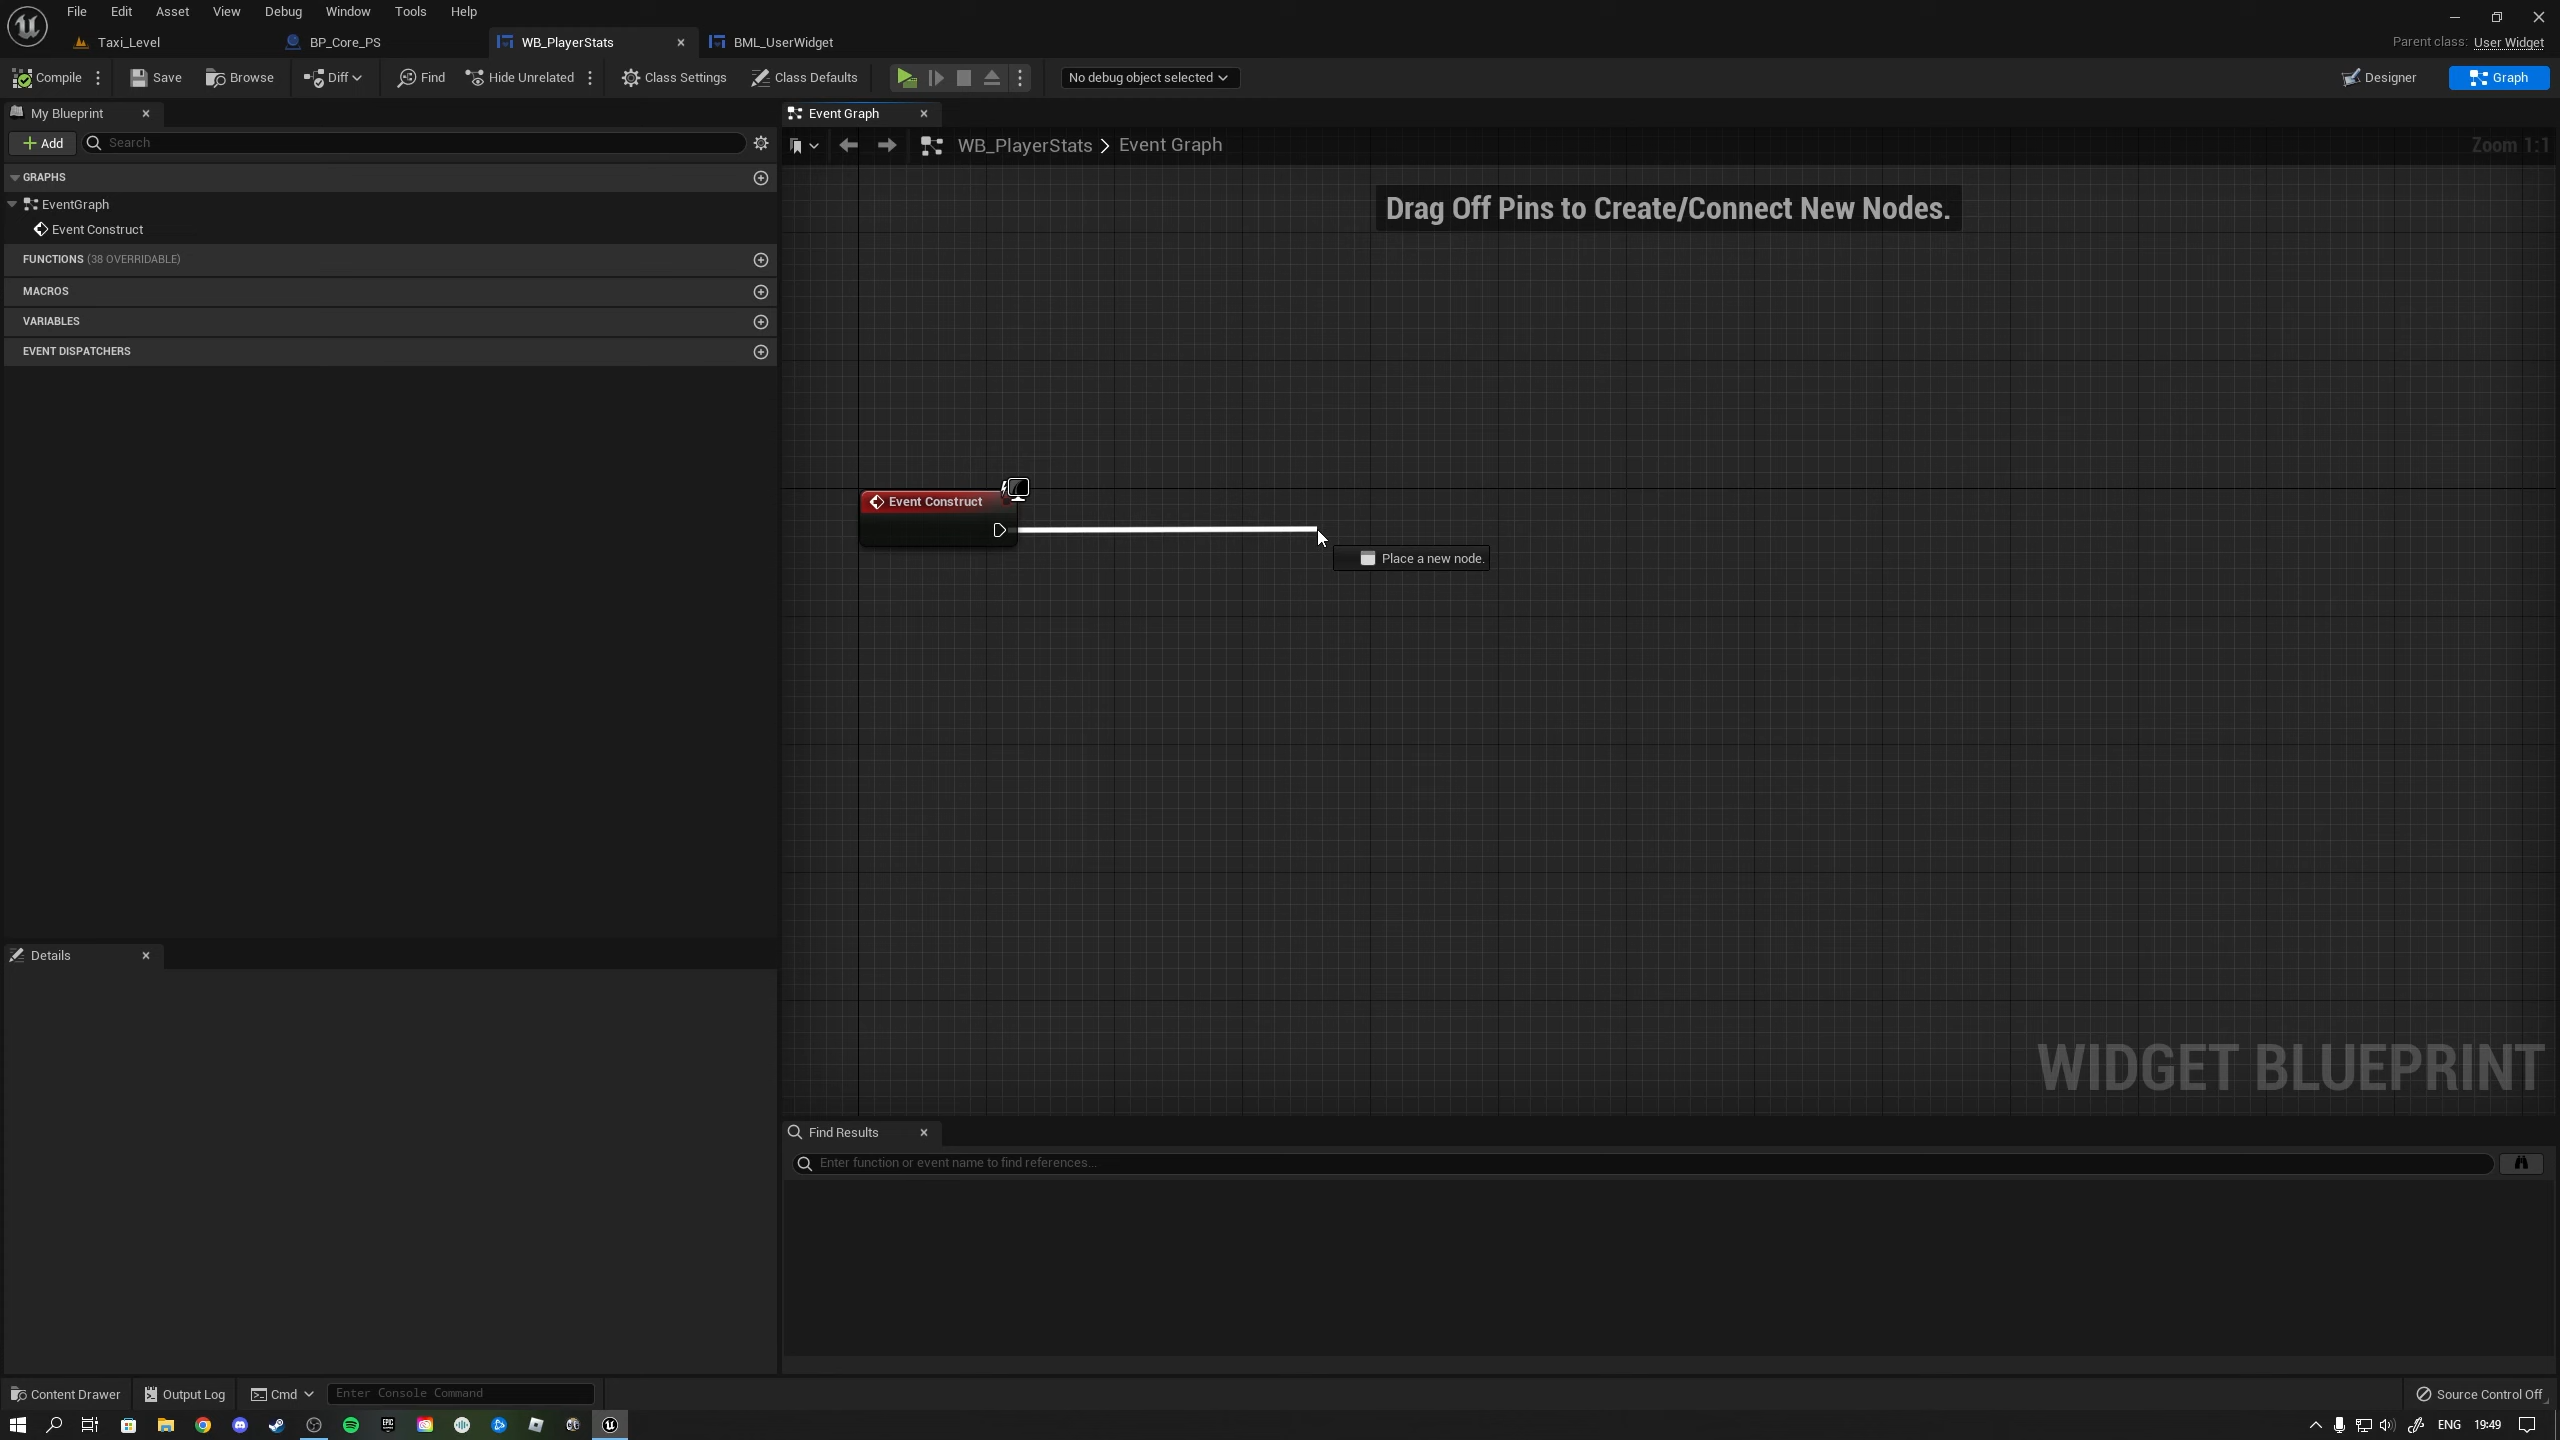 File Edit Asset View Debug Window Tools Help
Taxi_Level BP_Core_PS WB_PlayerStats BML_UserWidget
Parent class: User Widget
Compile Save Browse Diff Find Hide Unrelated Class Settings Class Defaults No debug object selected Designer Graph
My Blueprint
Add Search
GRAPHS
EventGraph
Event Construct
FUNCTIONS (38 OVERRIDABLE)
MACROS
VARIABLES
EVENT DISPATCHERS
Details
Event Graph
WB_PlayerStats > Event Graph
Zoom 1:1
Drag Off Pins to Create/Connect New Nodes.
Event Construct
Place a new node.
WIDGET BLUEPRINT
Find Results
Enter function or event name to find references...
Content Drawer Output Log Cmd Enter Console Command Source Control Off
EPIC
ENG 19:49